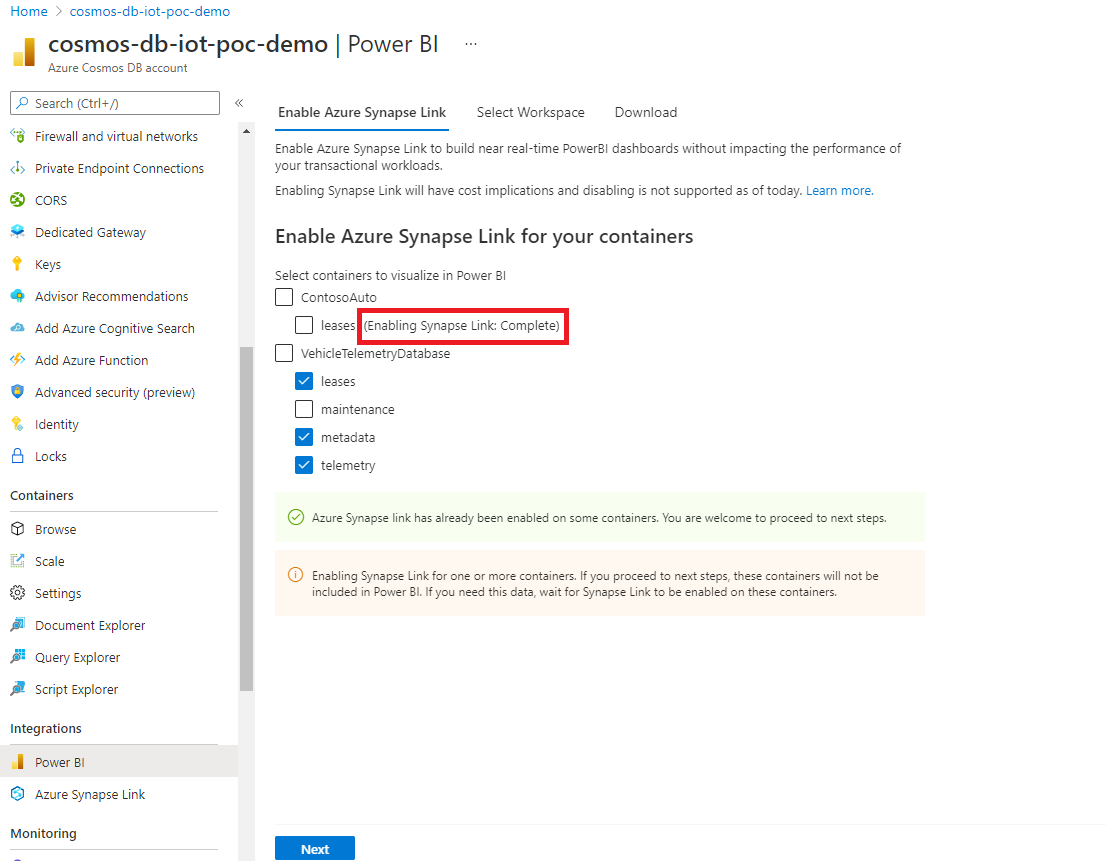 Home > cosmos-db-iot-poc-demo
cosmos-db-iot-poc-demo | Power BI ...
Azure Cosmos DB account
Search (Ctrl+/)
«
Firewall and virtual networks
Private Endpoint Connections
CORS
Dedicated Gateway
Keys
Advisor Recommendations
Add Azure Cognitive Search
Add Azure Function
Advanced security (preview)
Identity
Locks
Containers
Browse
Scale
Settings
Document Explorer
Query Explorer
Script Explorer
Integrations
Power BI
Azure Synapse Link
Monitoring
Enable Azure Synapse Link Select Workspace Download
Enable Azure Synapse Link to build near real-time PowerBI dashboards without impacting the performance of
your transactional workloads.
Enabling Synapse Link will have cost implications and disabling is not supported as of today. Learn more.
Enable Azure Synapse Link for your containers
Select containers to visualize in Power BI
ContosoAuto
leases (Enabling Synapse Link: Complete)
VehicleTelemetryDatabase
leases
maintenance
metadata
telemetry
Azure Synapse link has already been enabled on some containers. You are welcome to proceed to next steps.
Enabling Synapse Link for one or more containers. If you proceed to next steps, these containers will not be
included in Power BI. If you need this data, wait for Synapse Link to be enabled on these containers.
Next